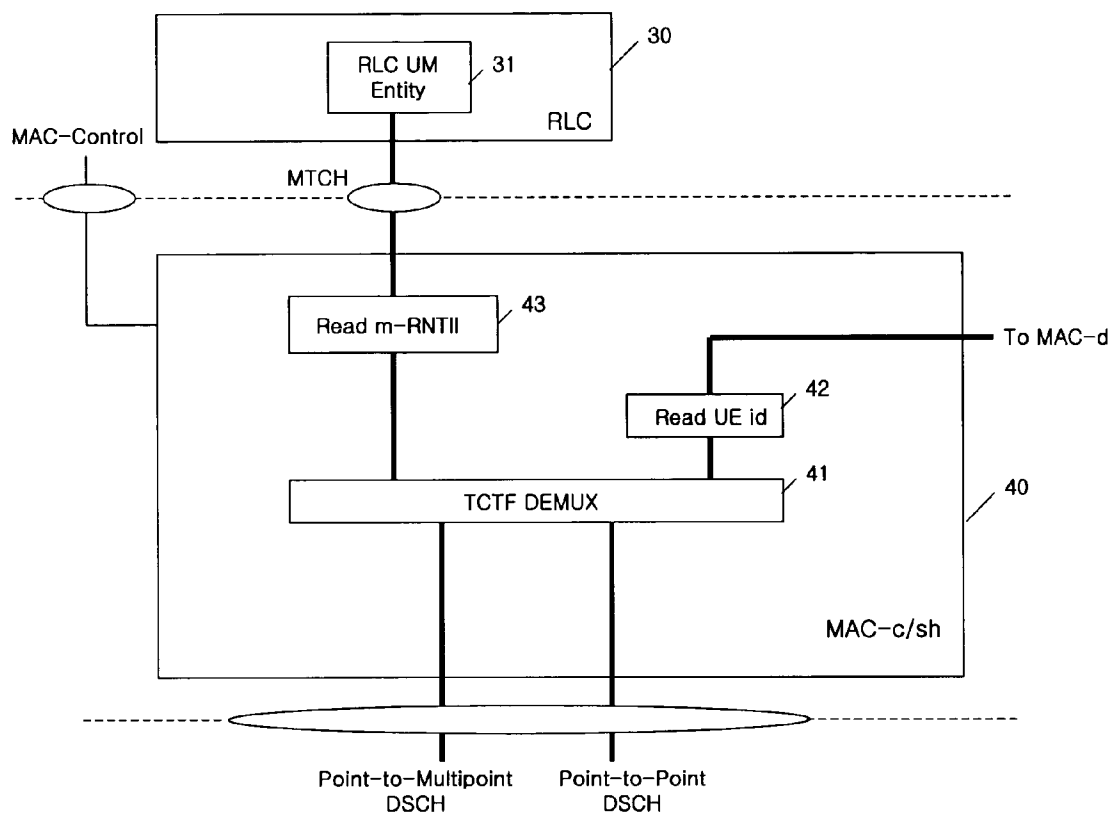 30
RLC UM
Entity
31
RLC
MAC-Control
MTCH
Read m-RNTII
43
To MAC-d
42
Read UE id
41
TCTF DEMUX
40
MAC-c/sh
Point-to-Multipoint
DSCH
Point-to-Point
DSCH